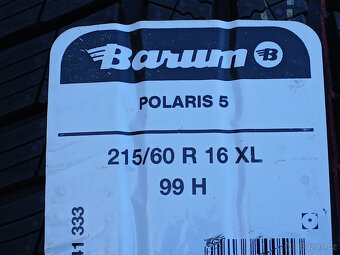 Barum B
POLARIS 5
215/60 R 16 XL
99 H
41 333